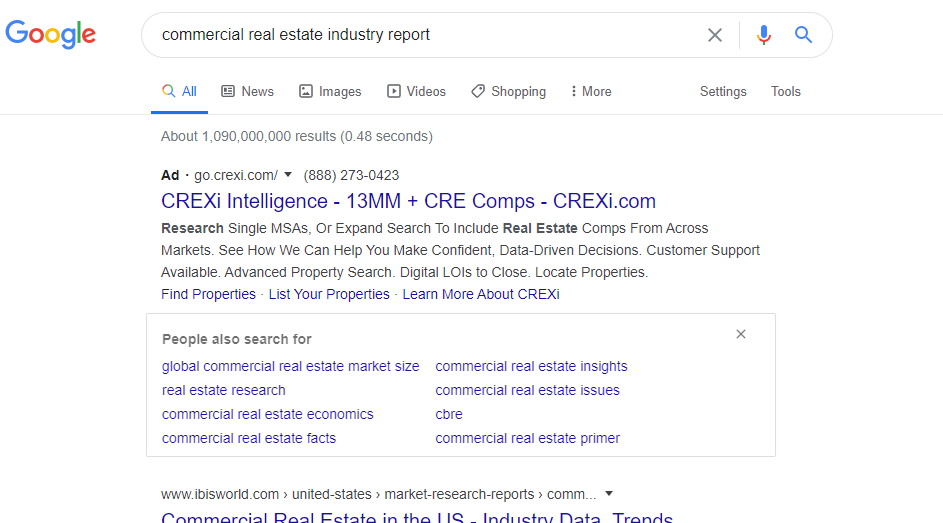 Google
commercial real estate industry report
All News Images Videos Shopping More Settings Tools
About 1,090,000,000 results (0.48 seconds)
Ad · go.crexi.com/ (888) 273-0423
CREXi Intelligence - 13MM + CRE Comps - CREXi.com
Research Single MSAs, Or Expand Search To Include Real Estate Comps From Across
Markets. See How We Can Help You Make Confident, Data-Driven Decisions. Customer Support
Available. Advanced Property Search. Digital LOIs to Close. Locate Properties.
Find Properties · List Your Properties · Learn More About CREXi
People also search for
global commercial real estate market size commercial real estate insights
real estate research commercial real estate issues
commercial real estate economics cbre
commercial real estate facts commercial real estate primer
www.ibisworld.com › united-states › market-research-reports › comm...
Commercial Real Estate in the US - Industry Data, Trends